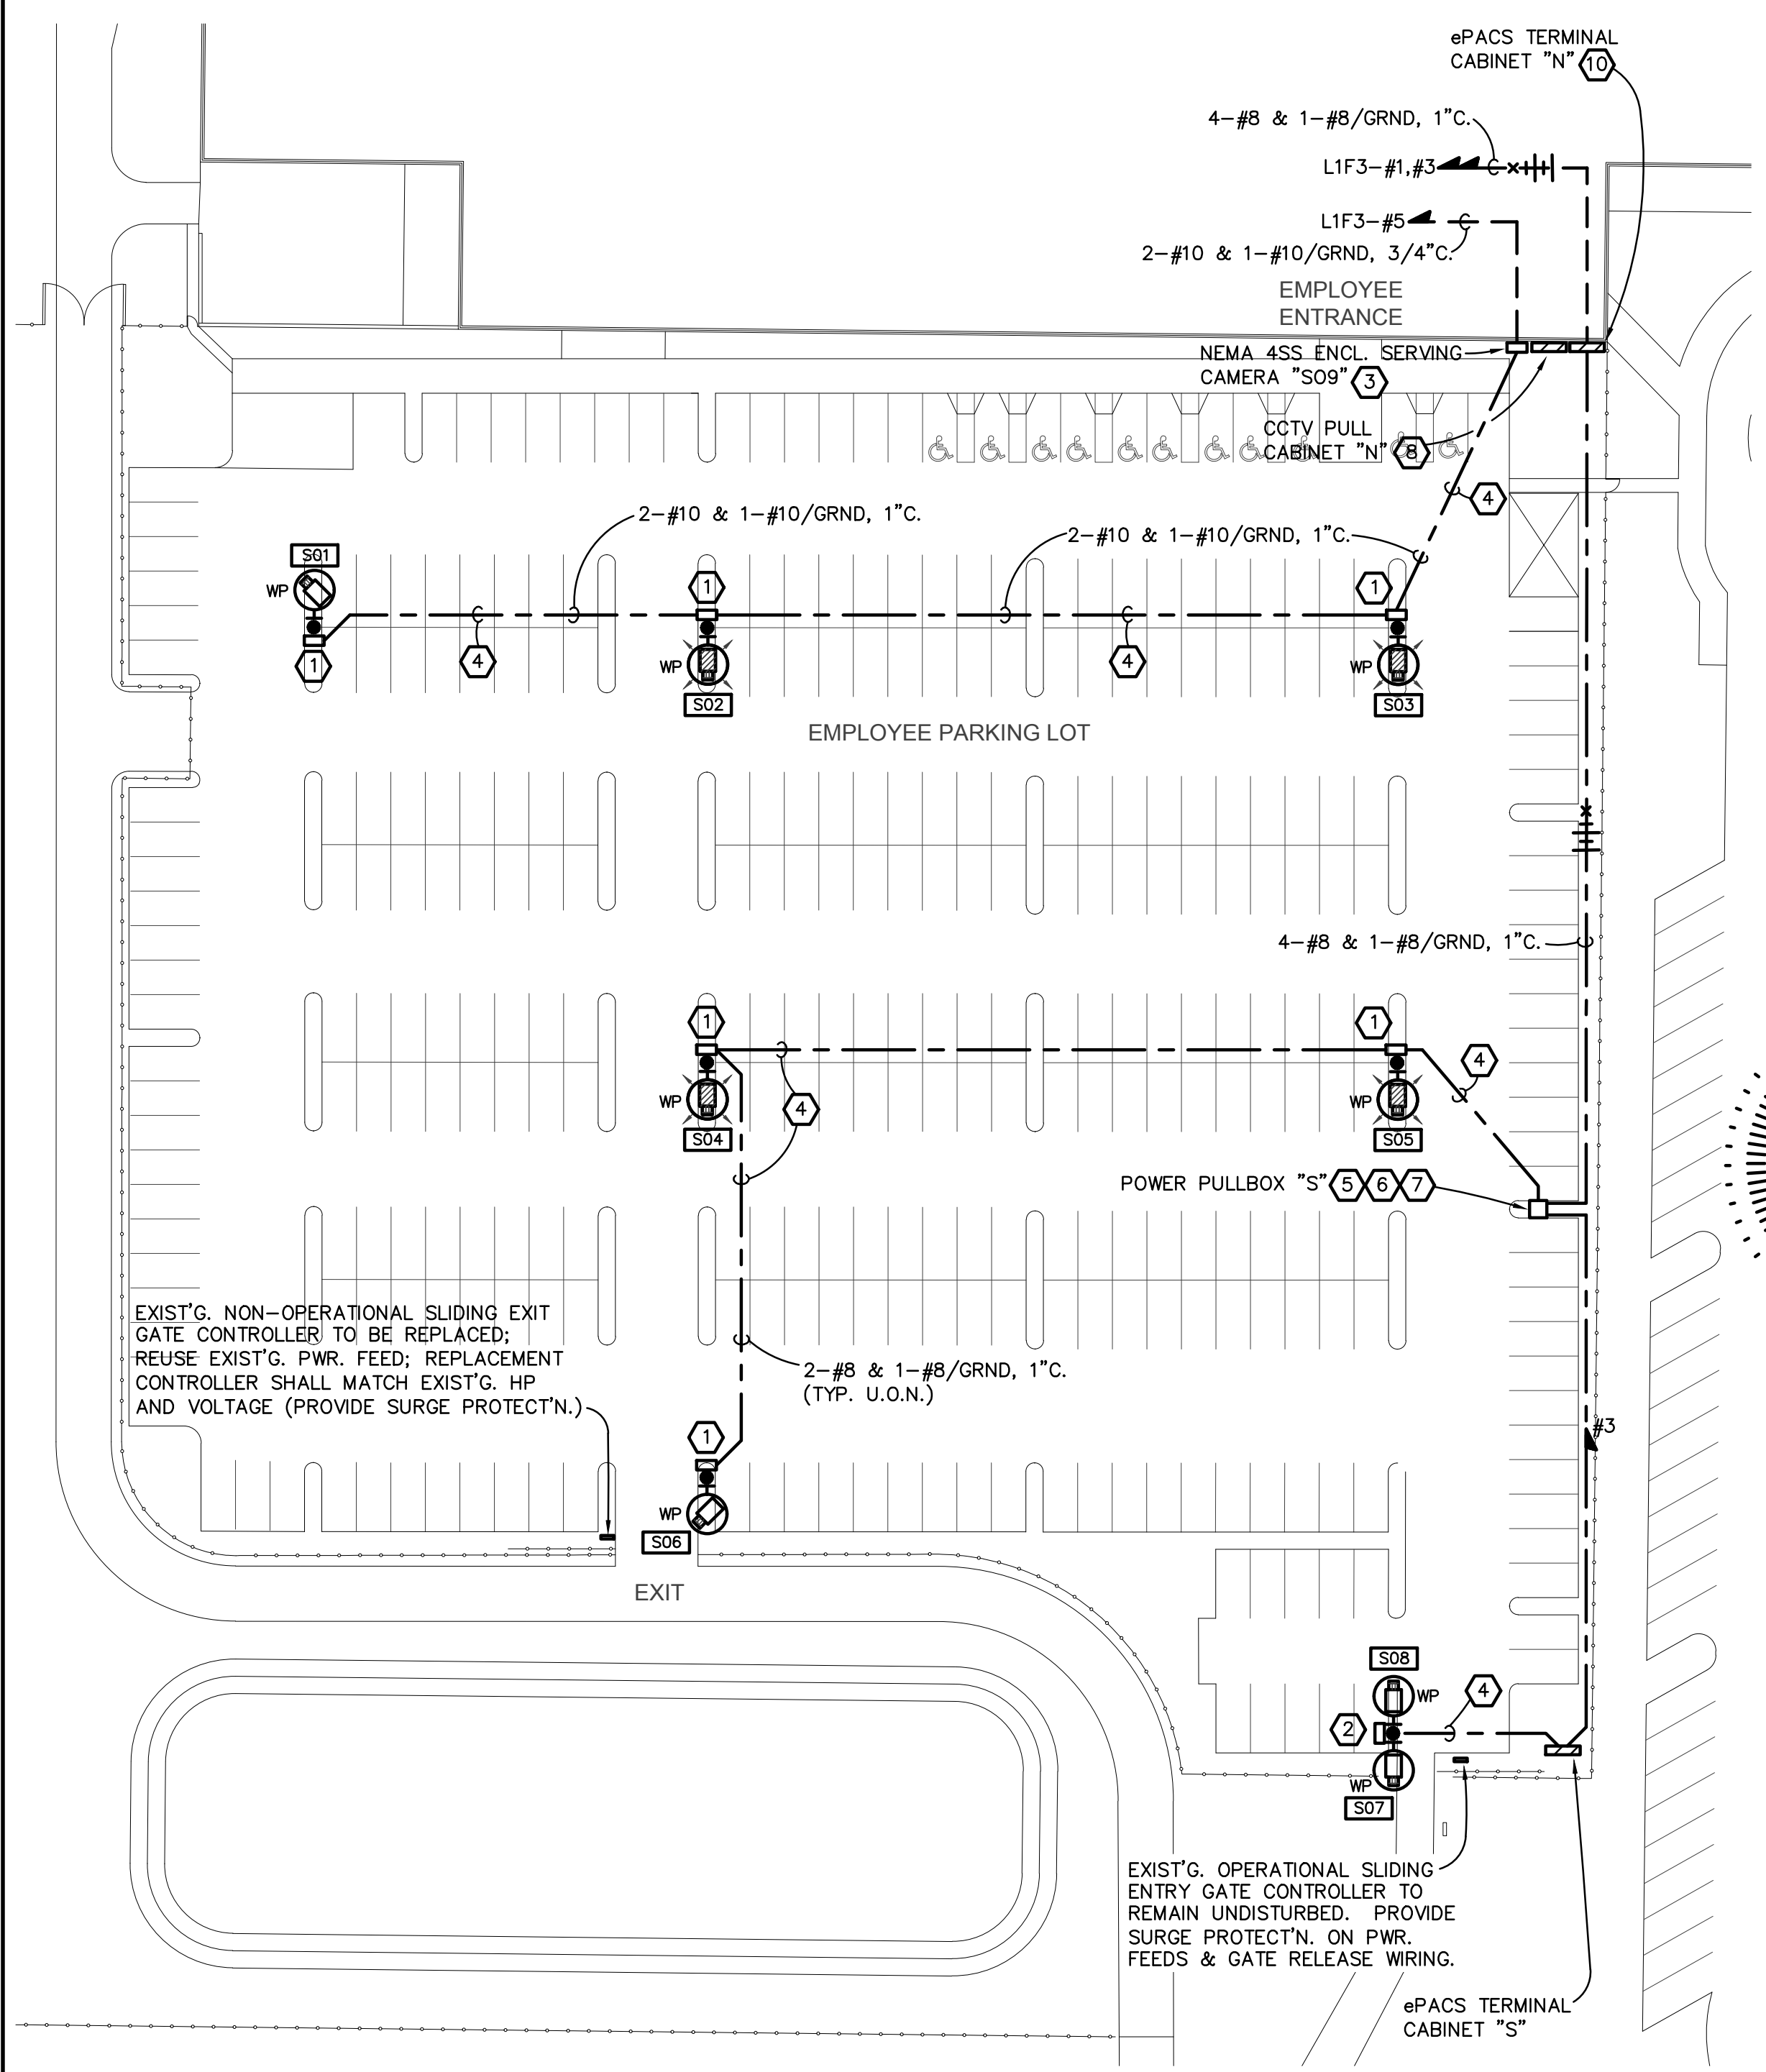 ePACS TERMINAL
CABINET "N" 10
4-#8 & 1-#8/GRND, 1"C.
L1F3-#1,#3
L1F3-#5
2-#10 & 1-#10/GRND, 3/4"C.
EMPLOYEE
ENTRANCE
NEMA 4SS ENCL. SERVING
CAMERA "S09" 3
CCTV PULL
CABINET "N" 8
4
2-#10 & 1-#10/GRND, 1"C.
2-#10 & 1-#10/GRND, 1"C.
S01
WP
1
4
1
WP
S02
4
1
WP
S03
EMPLOYEE PARKING LOT
4-#8 & 1-#8/GRND, 1"C.
1
WP
S04
4
1
WP
S05
4
POWER PULLBOX "S" 5 6 7
EXIST'G. NON-OPERATIONAL SLIDING EXIT
GATE CONTROLLER TO BE REPLACED;
REUSE EXIST'G. PWR. FEED; REPLACEMENT
CONTROLLER SHALL MATCH EXIST'G. HP
AND VOLTAGE (PROVIDE SURGE PROTECT'N.)
2-#8 & 1-#8/GRND, 1"C.
(TYP. U.O.N.)
#3
1
WP
S06
EXIT
S08
WP
4
2
WP
S07
EXIST'G. OPERATIONAL SLIDING
ENTRY GATE CONTROLLER TO
REMAIN UNDISTURBED. PROVIDE
SURGE PROTECT'N. ON PWR.
FEEDS & GATE RELEASE WIRING.
ePACS TERMINAL
CABINET "S"